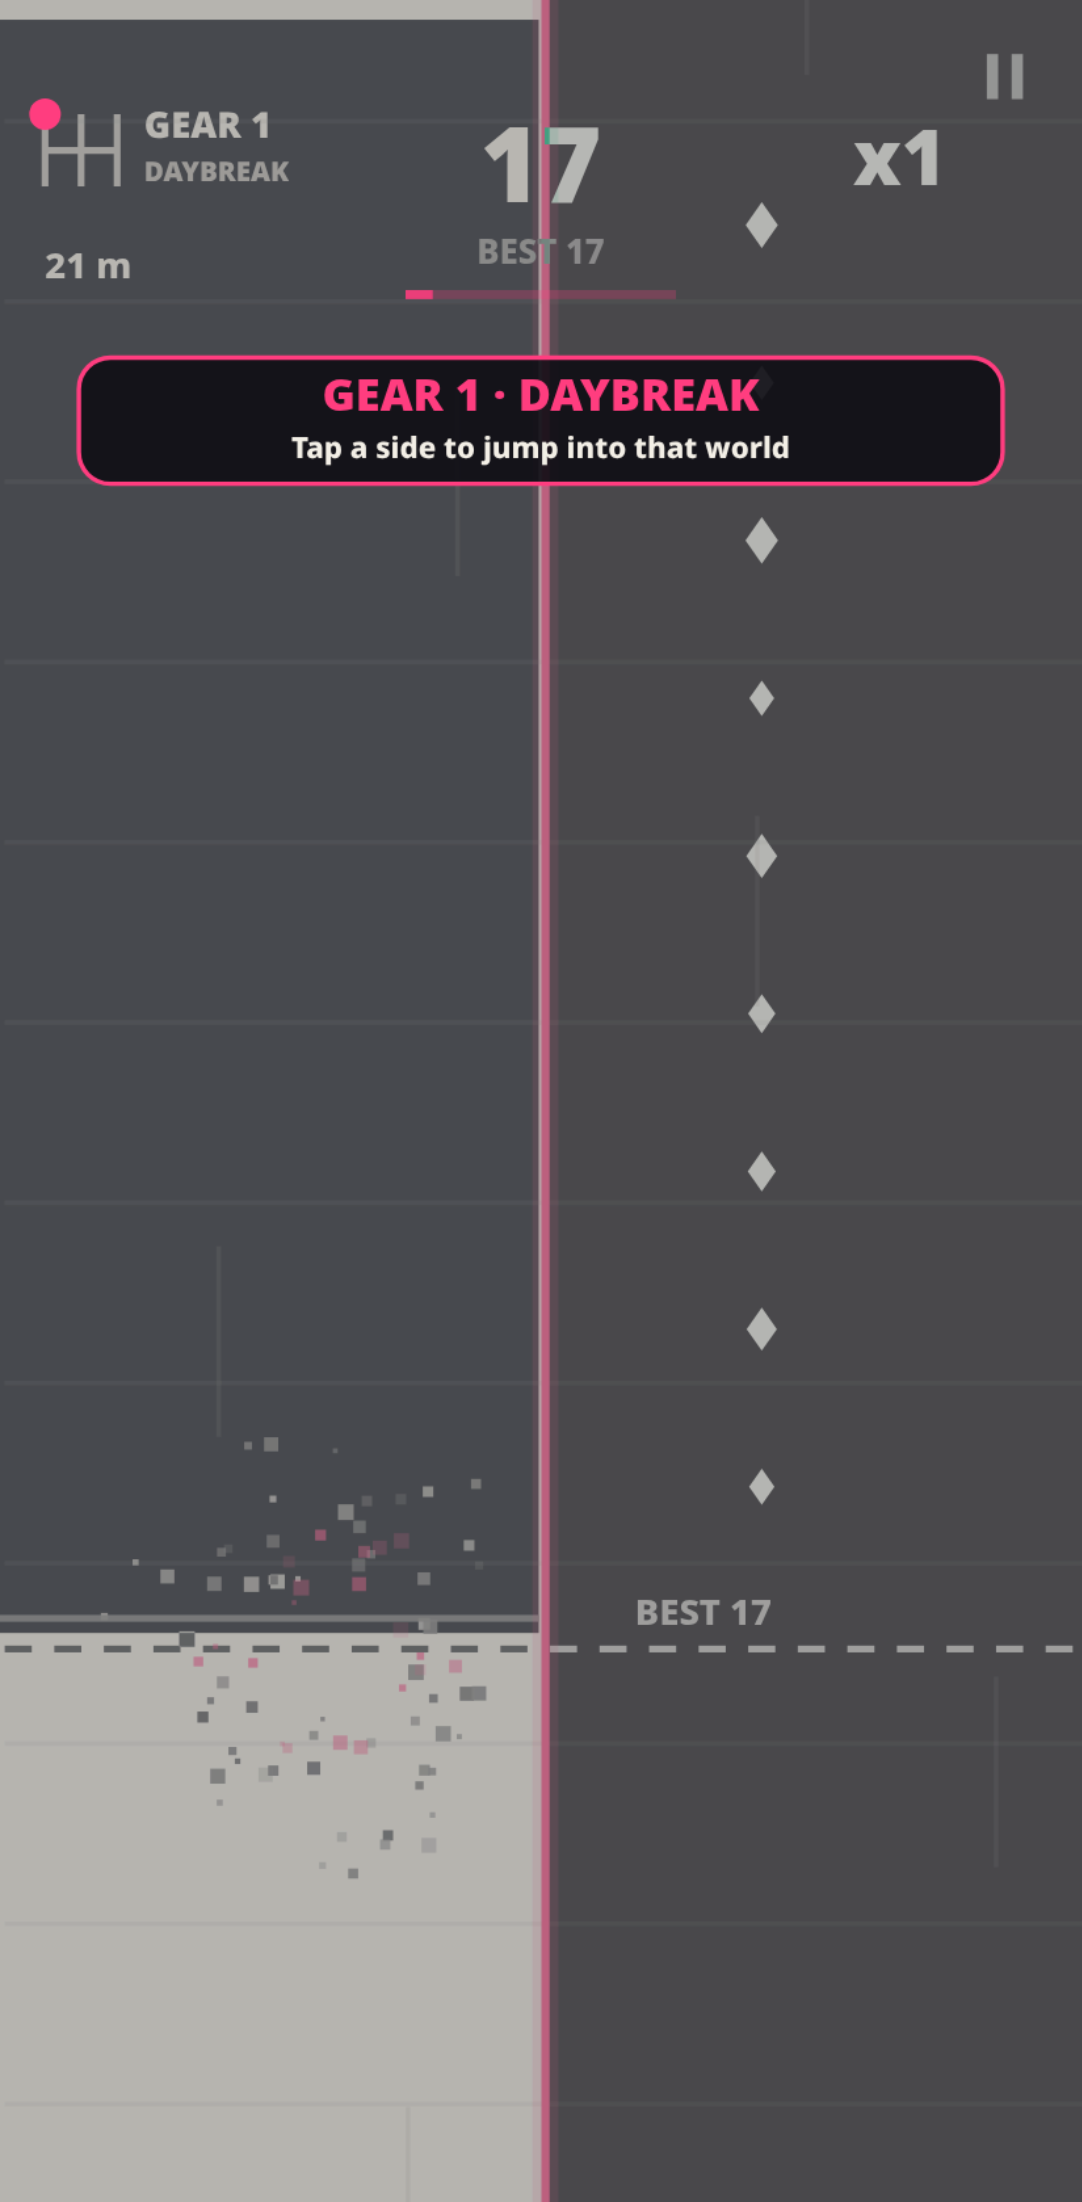 GEAR 1
DAYBREAK
17
x1
BEST 17
21 m
GEAR 1 · DAYBREAK
Tap a side to jump into that world
BEST 17